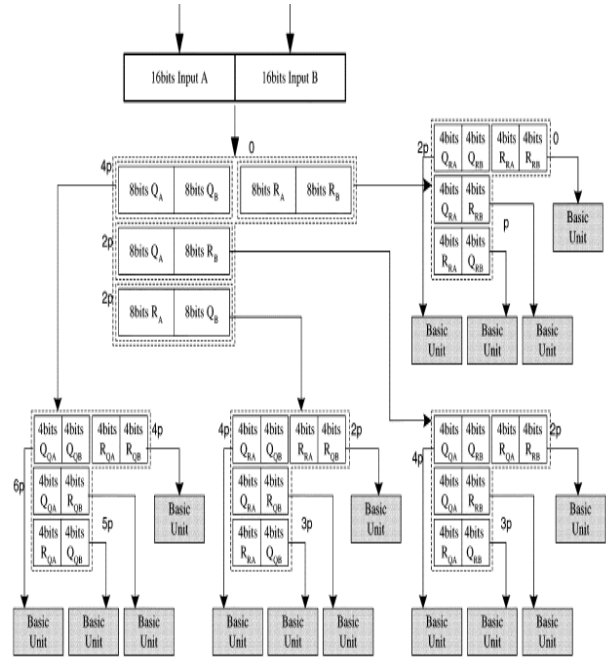 16bits Input A 16bits Input B
0
4p
8bits Q_A 8bits Q_B 8bits R_A 8bits R_B
2p
8bits Q_A 8bits R_B
2p
8bits R_A 8bits Q_B
2p
4bits Q_RA 4bits Q_RB 4bits R_RA 4bits R_RB
0
4bits Q_RA 4bits R_RB
p
4bits R_RA 4bits Q_RB
Basic Unit
Basic Unit
Basic Unit
Basic Unit
4bits Q_QA 4bits Q_QB 4bits R_QA 4bits R_QB
4p
6p
4bits Q_QA 4bits R_QB
5p
4bits R_QA 4bits Q_QB
Basic Unit
Basic Unit
Basic Unit
Basic Unit
4p
4bits Q_RA 4bits Q_QB 4bits R_RA 4bits R_QB
2p
4bits Q_RA 4bits R_QB
3p
4bits R_RA 4bits Q_QB
Basic Unit
Basic Unit
Basic Unit
4bits Q_QA 4bits Q_RB 4bits R_QA 4bits R_RB
2p
4p
4bits Q_QA 4bits R_RB
3p
4bits R_QA 4bits Q_RB
Basic Unit
Basic Unit
Basic Unit
Basic Unit